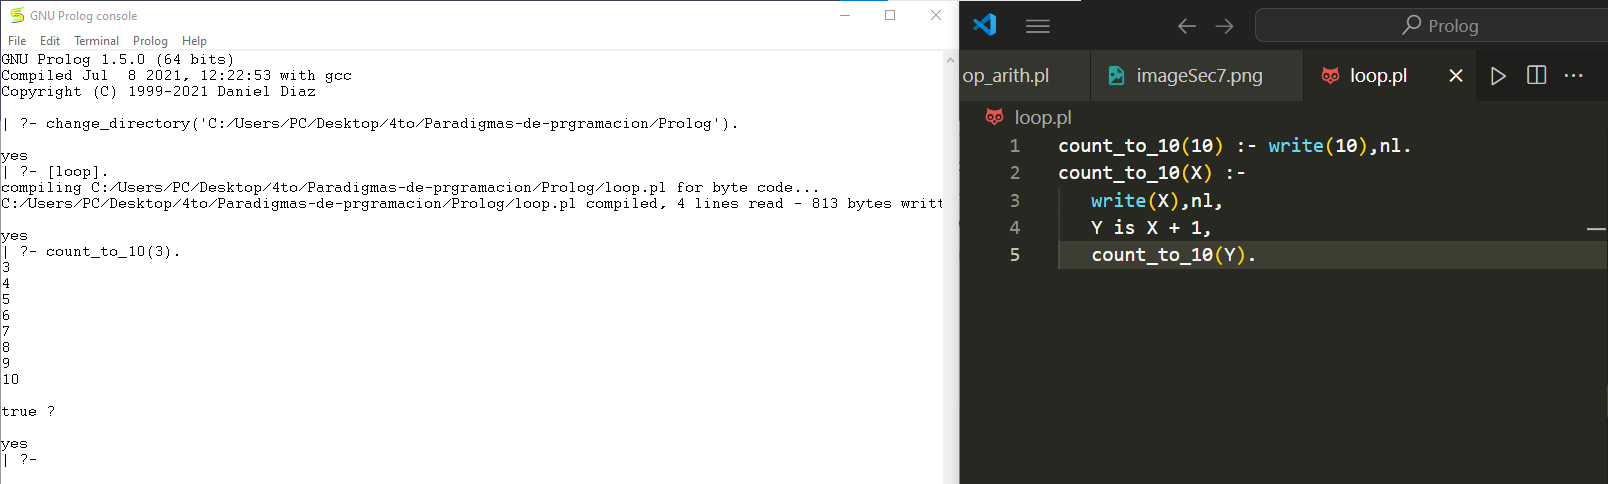 GNU Prolog console
File Edit Terminal Prolog Help
GNU Prolog 1.5.0 (64 bits)
Compiled Jul  8 2021, 12:22:53 with gcc
Copyright (C) 1999-2021 Daniel Diaz
| ?- change_directory('C:/Users/PC/Desktop/4to/Paradigmas-de-prgramacion/Prolog').
yes
| ?- [loop].
compiling C:/Users/PC/Desktop/4to/Paradigmas-de-prgramacion/Prolog/loop.pl for byte code...
C:/Users/PC/Desktop/4to/Paradigmas-de-prgramacion/Prolog/loop.pl compiled, 4 lines read - 813 bytes writt
yes
| ?- count_to_10(3).
3
4
5
6
7
8
9
10
true ?
yes
| ?-
Prolog
op_arith.pl imageSec7.png loop.pl
loop.pl
1 count_to_10(10) :- write(10),nl.
2 count_to_10(X) :-
3 write(X),nl,
4 Y is X + 1,
5 count_to_10(Y).